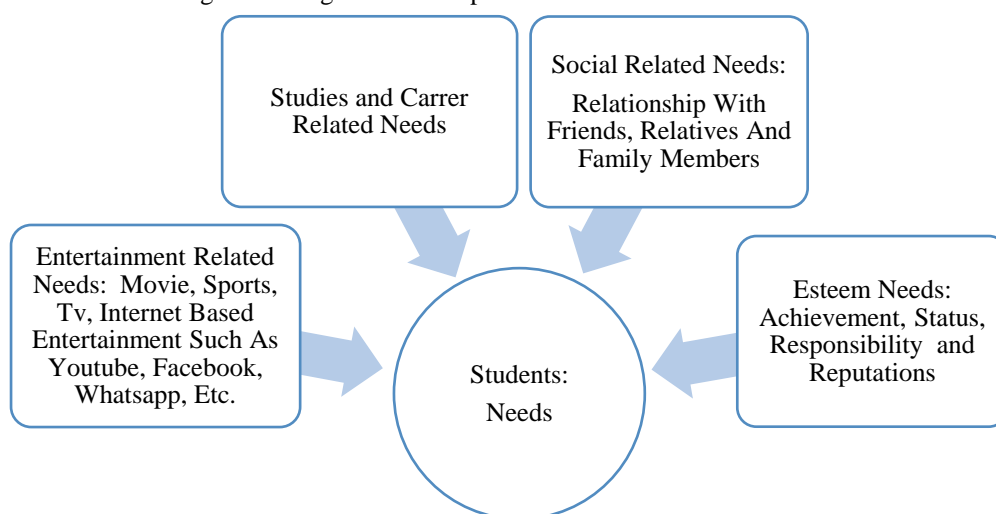 Studies and Carrer
Related Needs
Social Related Needs:
Relationship With
Friends, Relatives And
Family Members
Entertainment Related
Needs: Movie, Sports,
Tv, Internet Based
Entertainment Such As
Youtube, Facebook,
Whatsapp, Etc.
Esteem Needs:
Achievement, Status,
Responsibility and
Reputations
Students:
Needs